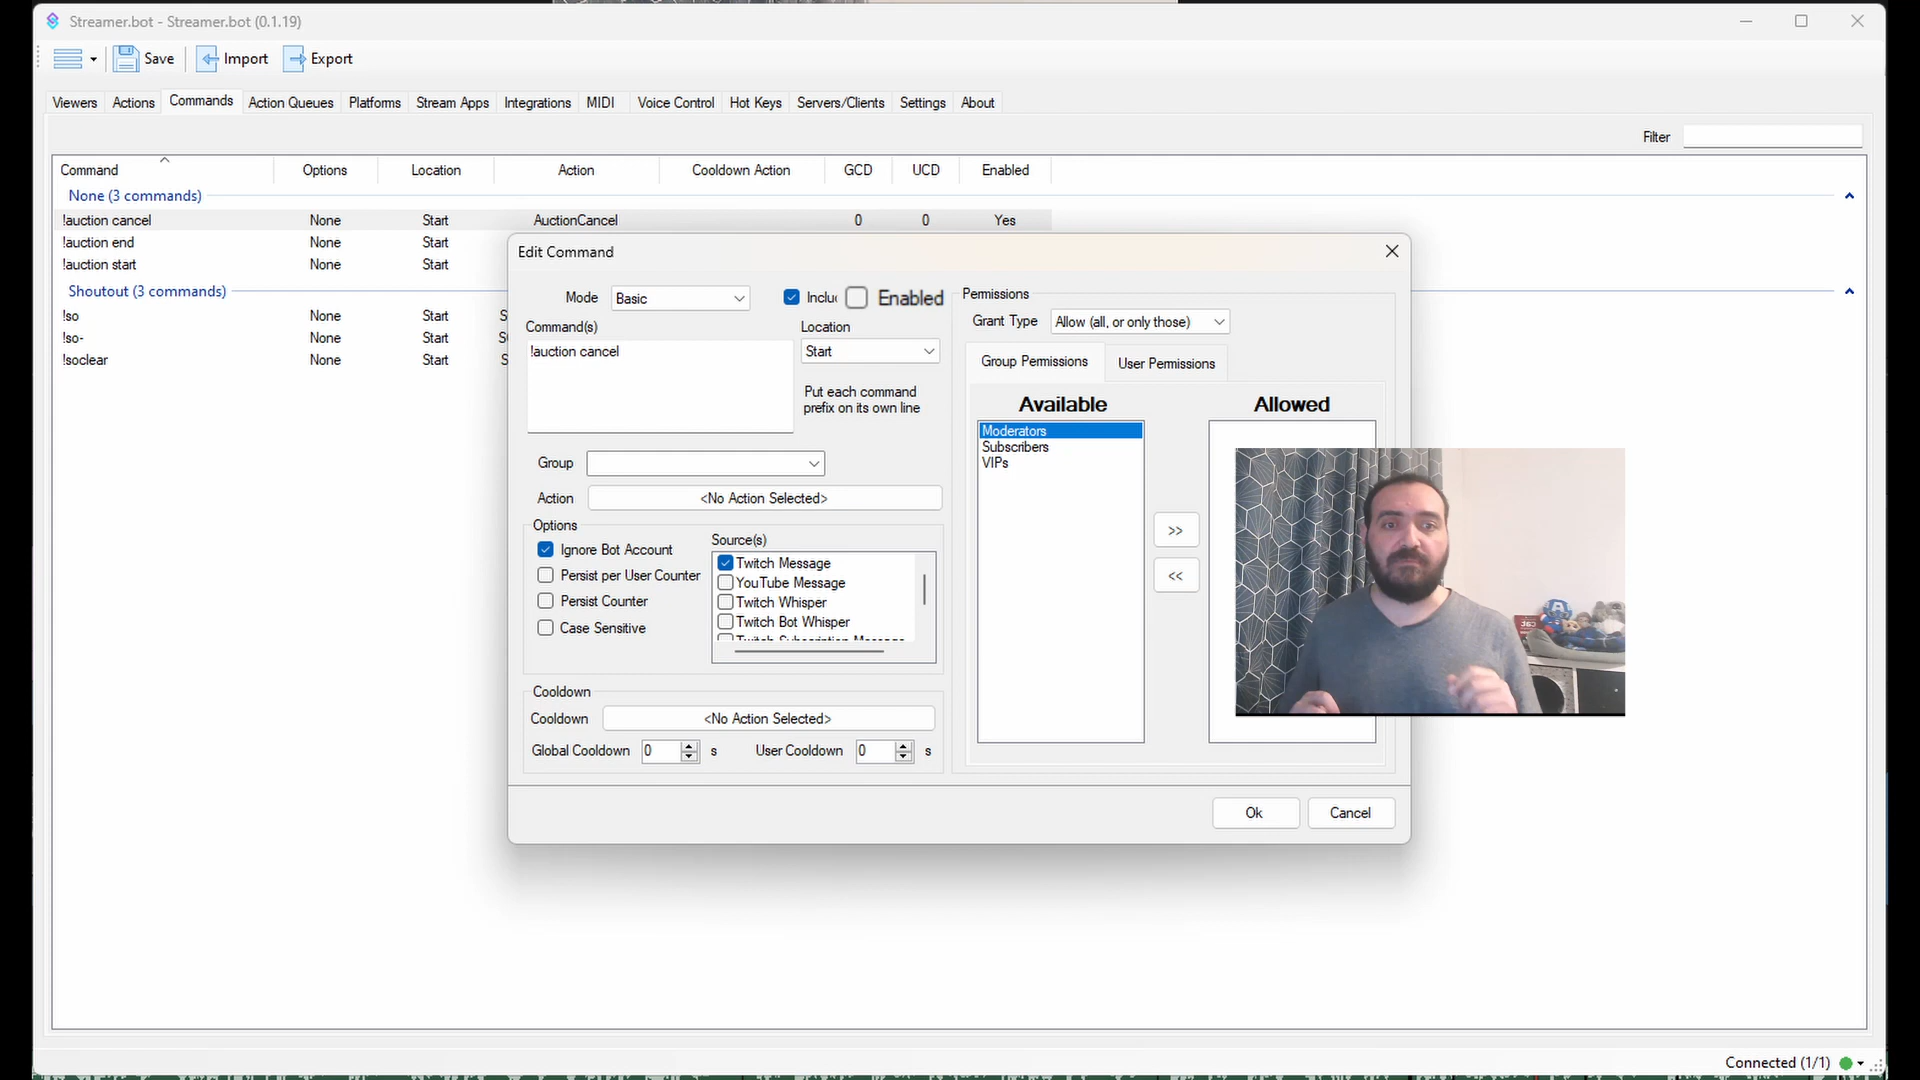 Streamer.bot - Streamer.bot (0.1.19)
Save Import Export
Viewers Actions Commands Action Queues Platforms Stream Apps Integrations MIDI Voice Control Hot Keys Servers/Clients Settings About
Filter
Command Options Location Action Cooldown Action GCD UCD Enabled
None (3 commands)
!auction cancel None Start AuctionCancel 0 0 Yes
!auction end None Start
!auction start None Start
Shoutout (3 commands)
!so None Start S
!so- None Start
!soclear None Start S
Edit Command
Mode Basic Inclu Enabled
Command(s)
!auction cancel
Location
Start
Put each command
prefix on its own line
Group
Action <No Action Selected>
Options
Ignore Bot Account
Persist per User Counter
Persist Counter
Case Sensitive
Source(s)
Twitch Message
YouTube Message
Twitch Whisper
Twitch Bot Whisper
Twitch Subscription Message
Cooldown
Cooldown <No Action Selected>
Global Cooldown 0 s User Cooldown 0 s
Permissions
Grant Type Allow (all, or only those)
Group Permissions User Permissions
Available
Moderators
Subscribers
VIPs
>>
<<
Allowed
Ok Cancel
Connected (1/1)